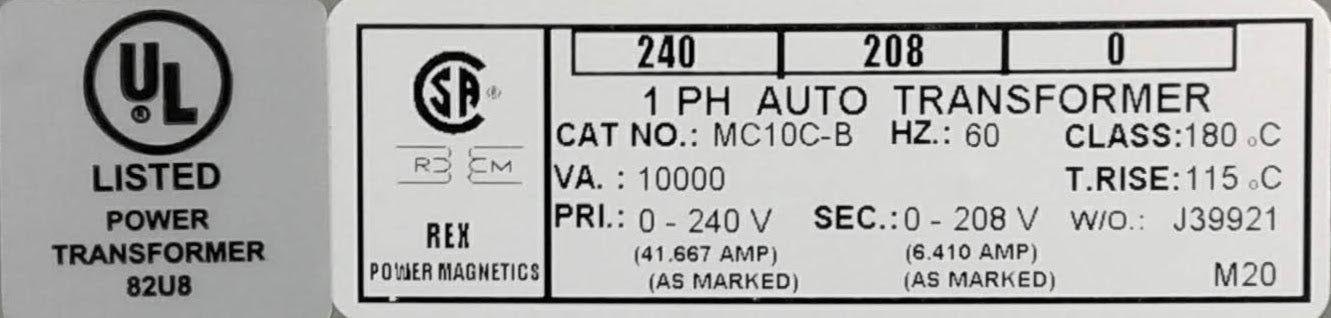 UL
®
LISTED
POWER
TRANSFORMER
82U8
SA ®
R EM
REX
POWER MAGNETICS
240 208 0
1 PH AUTO TRANSFORMER
CAT NO.: MC10C-B HZ.: 60 CLASS:180 °C
VA. : 10000 T.RISE:115 °C
PRI.: 0 - 240 V SEC.:0 - 208 V W/O.: J39921
(41.667 AMP) (6.410 AMP)
(AS MARKED) (AS MARKED) M20